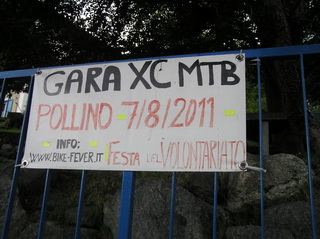 GARA XC MTB
POLLINO - 7/8/2011 -
- INFO: -
WWW.BIKE-FEVER.IT FESTA DEL VOLONTARIATO